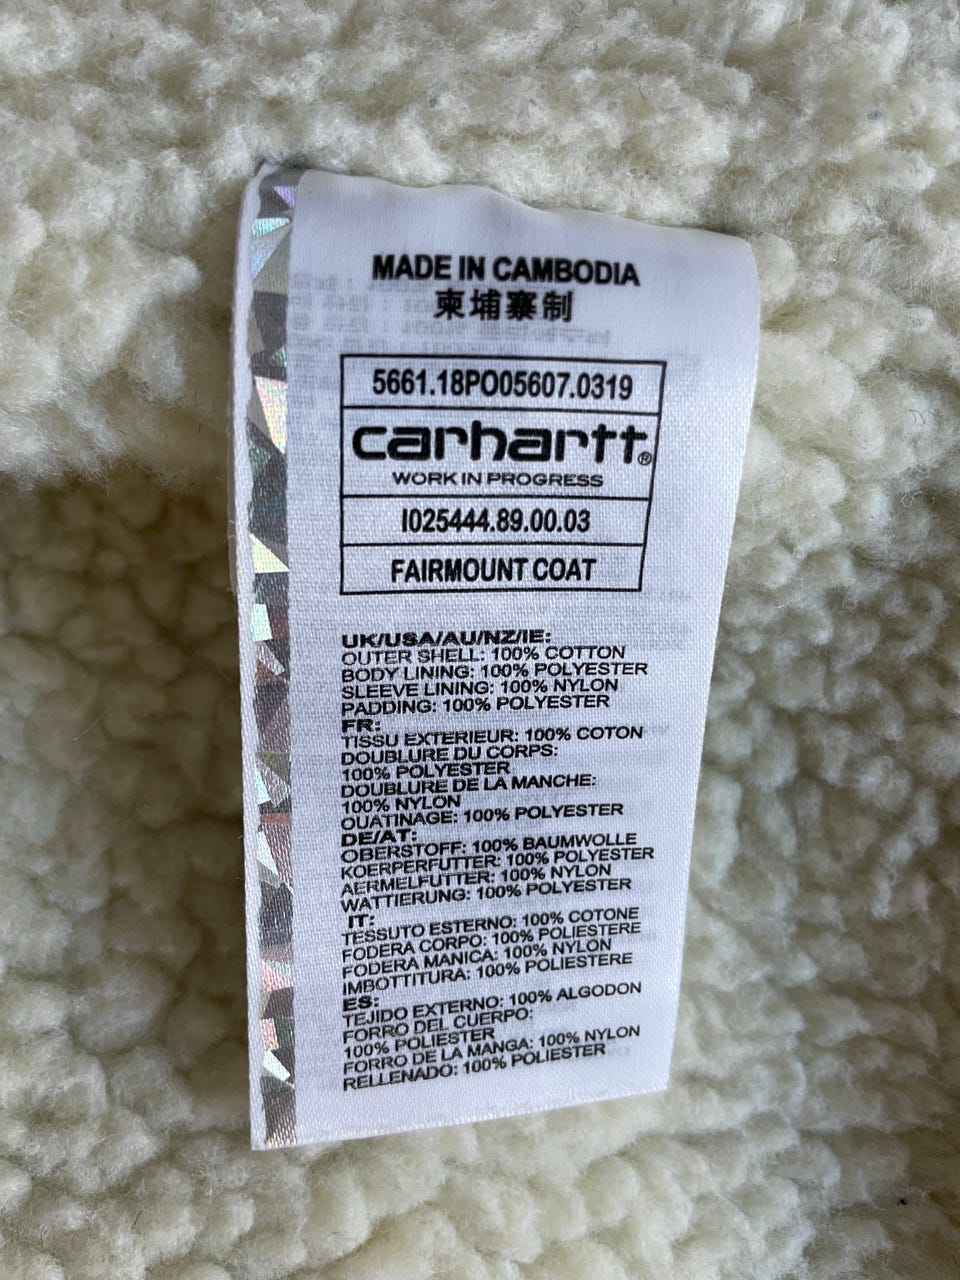 MADE IN CAMBODIA
柬埔寨制
5661.18PO05607.0319
carhartt®
WORK IN PROGRESS
I025444.89.00.03
FAIRMOUNT COAT
UK/USA/AU/NZ/IE:
OUTER SHELL: 100% COTTON
BODY LINING: 100% POLYESTER
SLEEVE LINING: 100% NYLON
PADDING: 100% POLYESTER
FR:
TISSU EXTERIEUR: 100% COTON
DOUBLURE DU CORPS:
100% POLYESTER
DOUBLURE DE LA MANCHE:
100% NYLON
OUATINAGE: 100% POLYESTER
DE/AT:
OBERSTOFF: 100% BAUMWOLLE
KOERPERFUTTER: 100% POLYESTER
AERMELFUTTER: 100% NYLON
WATTIERUNG: 100% POLYESTER
IT:
TESSUTO ESTERNO: 100% COTONE
FODERA CORPO: 100% POLIESTERE
FODERA MANICA: 100% NYLON
IMBOTTITURA: 100% POLIESTERE
ES:
TEJIDO EXTERNO: 100% ALGODON
FORRO DEL CUERPO:
100% POLIESTER
FORRO DE LA MANGA: 100% NYLON
RELLENADO: 100% POLIESTER